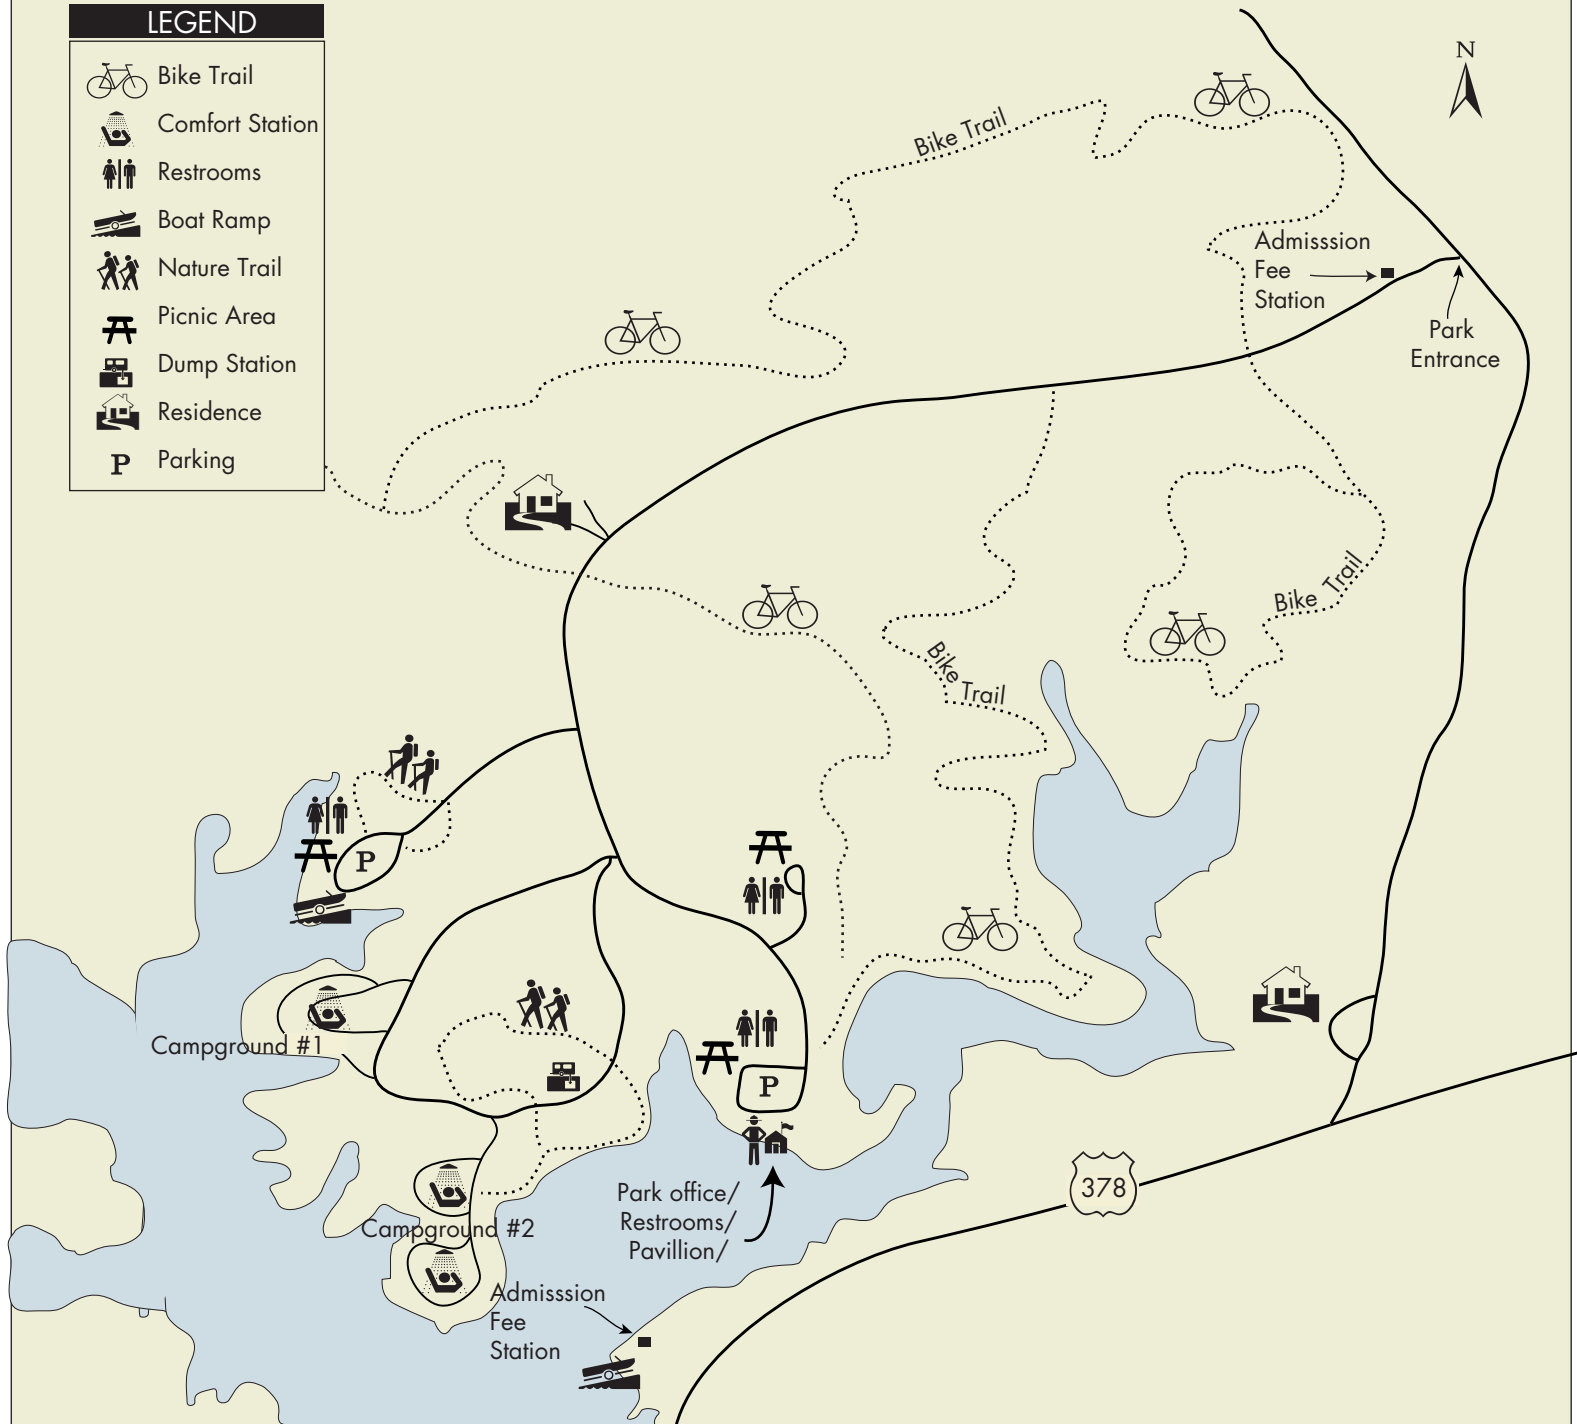 LEGEND
Bike Trail
Comfort Station
Restrooms
Boat Ramp
Nature Trail
Picnic Area
Dump Station
Residence
P Parking
N
Bike Trail
Admisssion
Fee
Station
Park
Entrance
Bike Trail
Bike Trail
P
Campground #1
P
378
Park office/
Restrooms/
Pavillion/
Campground #2
Admisssion
Fee
Station